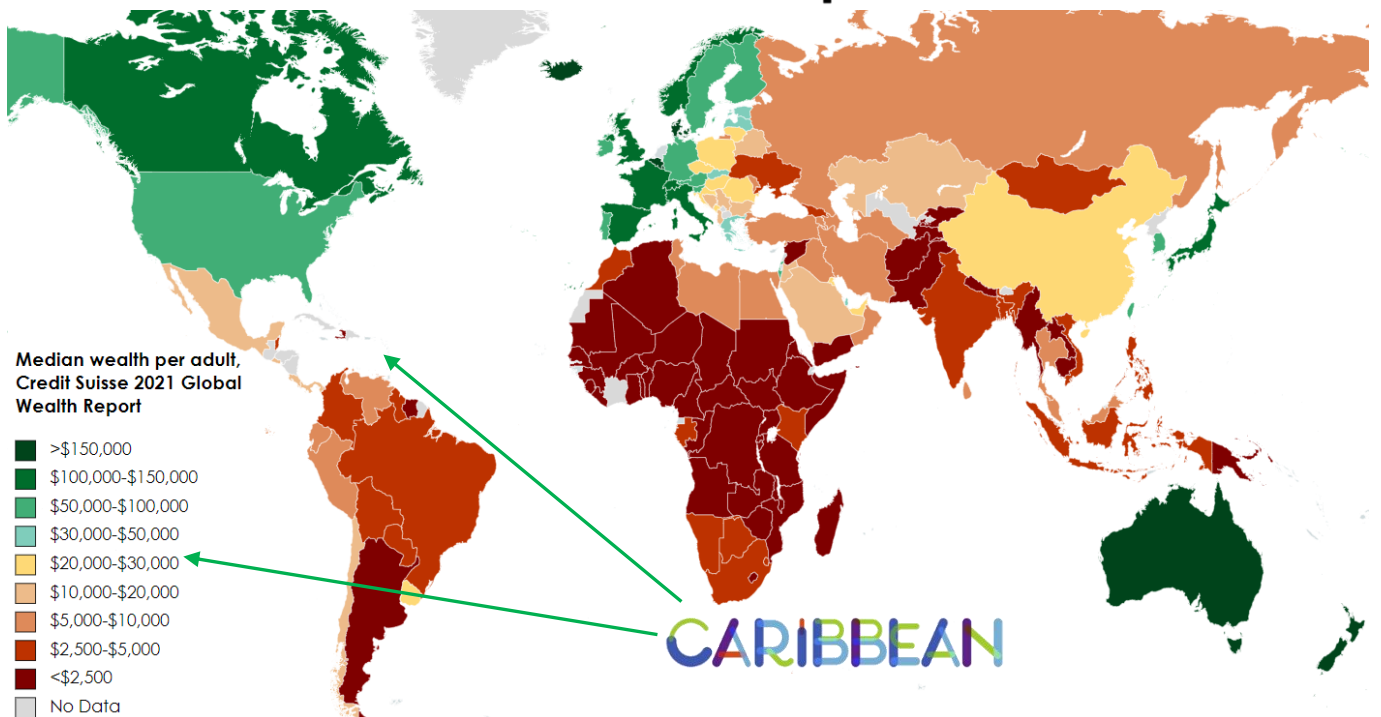 Median wealth per adult,
Credit Suisse 2021 Global
Wealth Report
>$150,000
$100,000-$150,000
$50,000-$100,000
$30,000-$50,000
$20,000-$30,000
$10,000-$20,000
$5,000-$10,000
$2,500-$5,000
<$2,500
No Data
CARIBBEAN